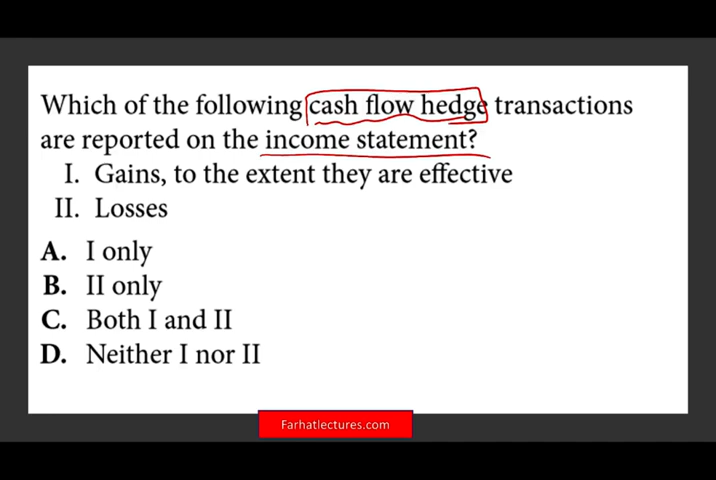 Which of the following cash flow hedge transactions
are reported on the income statement?
I. Gains, to the extent they are effective
II. Losses
A. I only
B. II only
C. Both I and II
D. Neither I nor II
Farhatlectures.com